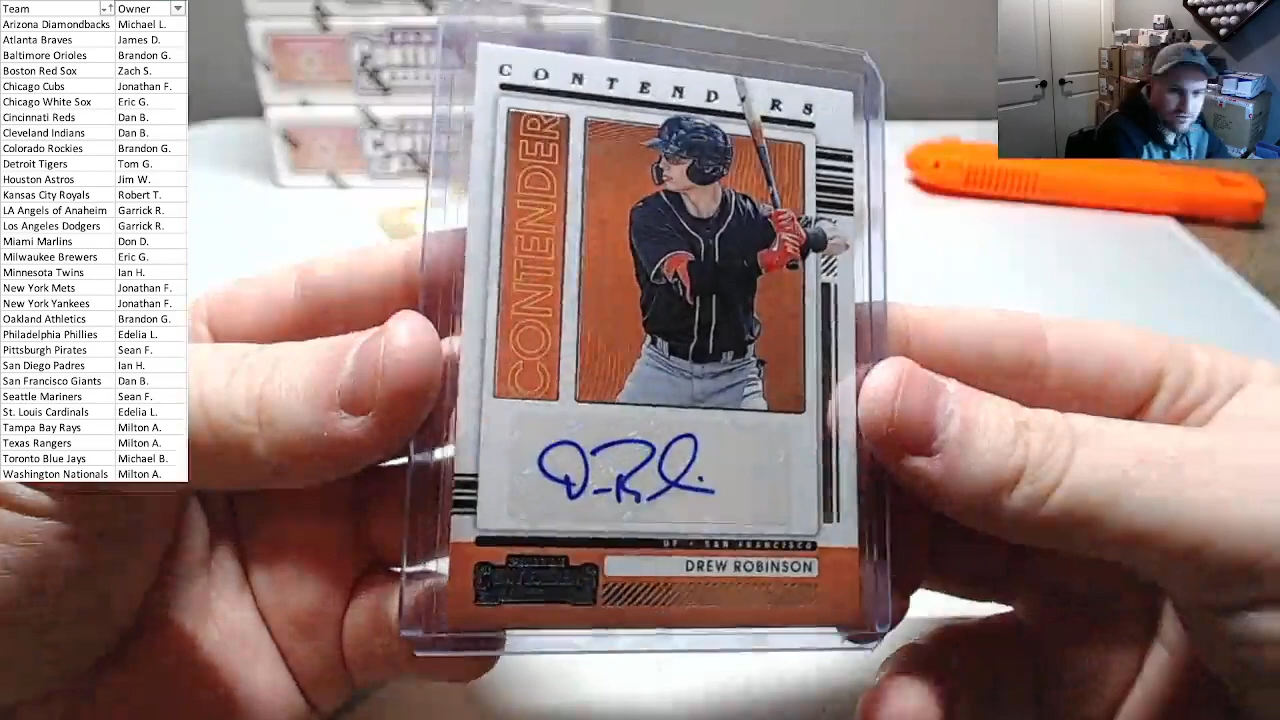 Team Owner
Arizona Diamondbacks Michael L.
Atlanta Braves James D.
Baltimore Orioles Brandon G.
Boston Red Sox Zach S.
Chicago Cubs Jonathan F.
Chicago White Sox Eric G.
Cincinnati Reds Dan B.
Cleveland Indians Dan B.
Colorado Rockies Brandon G.
Detroit Tigers Tom G.
Houston Astros Jim W.
Kansas City Royals Robert T.
LA Angels of Anaheim Garrick R.
Los Angeles Dodgers Garrick R.
Miami Marlins Don D.
Milwaukee Brewers Eric G.
Minnesota Twins Ian H.
New York Mets Jonathan F.
New York Yankees Jonathan F.
Oakland Athletics Brandon G.
Philadelphia Phillies Edelia L.
Pittsburgh Pirates Sean F.
San Diego Padres Ian H.
San Francisco Giants Dan B.
Seattle Mariners Sean F.
St. Louis Cardinals Edelia L.
Tampa Bay Rays Milton A.
Texas Rangers Milton A.
Toronto Blue Jays Michael B.
Washington Nationals Milton A.
CONTENDERS
CONTENDER
OF • SAN FRANCISCO
DREW ROBINSON
CONTENDERS